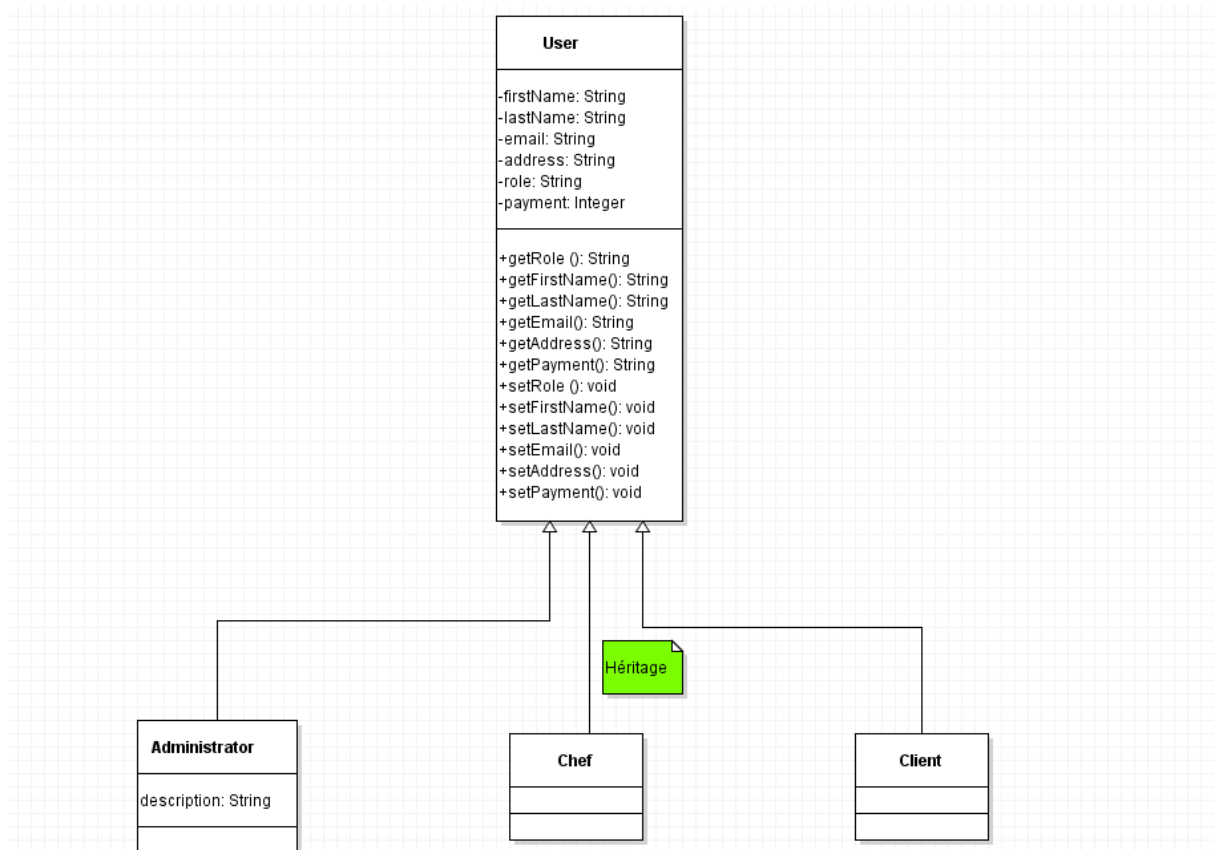 User
-firstName: String
-lastName: String
-email: String
-address: String
-role: String
-payment: Integer
+getRole (): String
+getFirstName(): String
+getLastName(): String
+getEmail(): String
+getAddress(): String
+getPayment(): String
+setRole (): void
+setFirstName(): void
+setLastName(): void
+setEmail(): void
+setAddress(): void
+setPayment(): void
Héritage
Administrator
description: String
Chef
Client